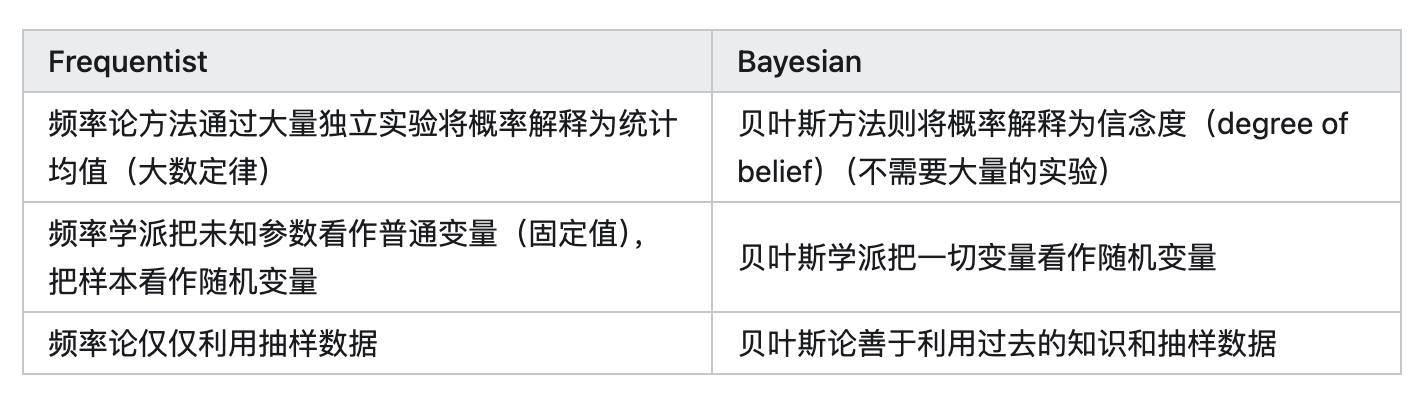 Frequentist
Bayesian
频率论方法通过大量独立实验将概率解释为统计
均值（大数定律）
贝叶斯方法则将概率解释为信念度（degree of
belief）（不需要大量的实验）
频率学派把未知参数看作普通变量（固定值），
把样本看作随机变量
贝叶斯学派把一切变量看作随机变量
频率论仅仅利用抽样数据
贝叶斯论善于利用过去的知识和抽样数据